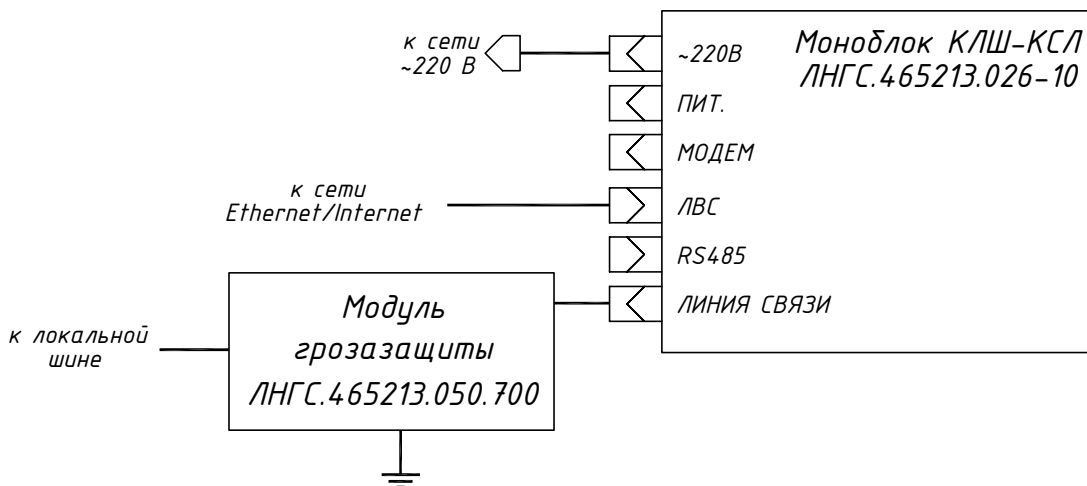 к сети
~220 В
~220В
Моноблок КЛШ-КСЛ
ЛНГС.465213.026-10
ПИТ.
МОДЕМ
к сети
Ethernet/Internet
ЛВС
RS485
ЛИНИЯ СВЯЗИ
Модуль
грозазащиты
ЛНГС.465213.050.700
к локальной
шине